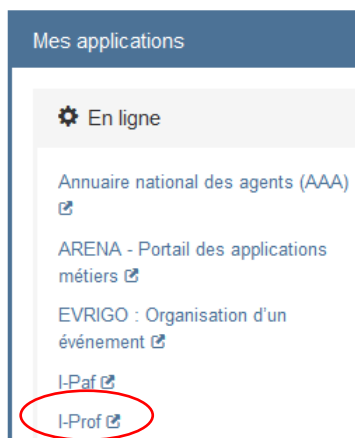 Mes applications
En ligne
Annuaire national des agents (AAA)
ARENA - Portail des applications
métiers
EVRIGO : Organisation d'un
événement
I-Paf
I-Prof